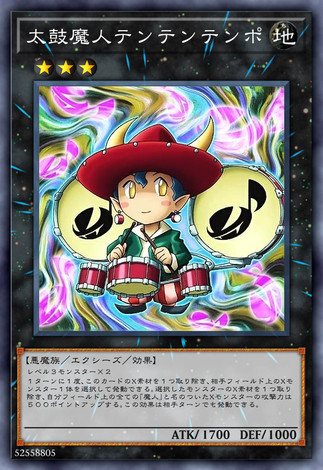 太鼓魔人テンテンテンポ 地
【悪魔族／エクシーズ／効果】
レベル３モンスター×２
１ターンに１度、このカードのＸ素材を１つ取り除き、相手フィールド上のＸモ
ンスター１体を選択して発動できる。選択したモンスターのＸ素材を１つ取り除
き、自分フィールド上の全ての「魔人」と名のついたＸモンスターの攻撃力は
５００ポイントアップする。この効果は相手ターンでも発動できる。
ATK/ 1700 DEF/1000
52558805